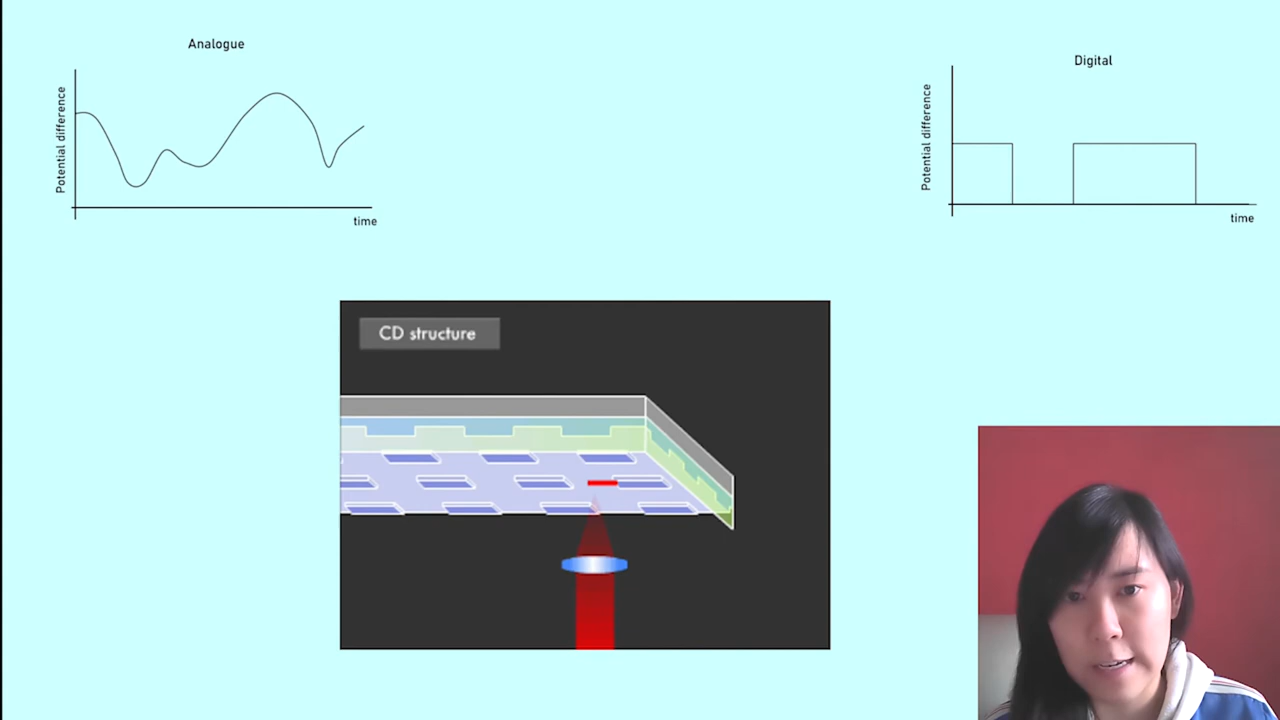 Analogue
Potential difference
time
Digital
Potential difference
time
CD structure